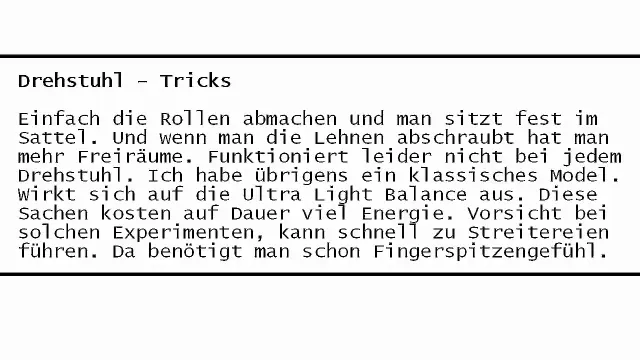 Drehstuhl – Tricks
Einfach die Rollen abmachen und man sitzt fest im
Sattel. Und wenn man die Lehnen abschraubt hat man
mehr Freiräume. Funktioniert leider nicht bei jedem
Drehstuhl. Ich habe übrigens ein klassisches Model.
Wirkt sich auf die Ultra Light Balance aus. Diese
Sachen kosten auf Dauer viel Energie. Vorsicht bei
solchen Experimenten, kann schnell zu Streitereien
führen. Da benötigt man schon Fingerspitzengefühl.